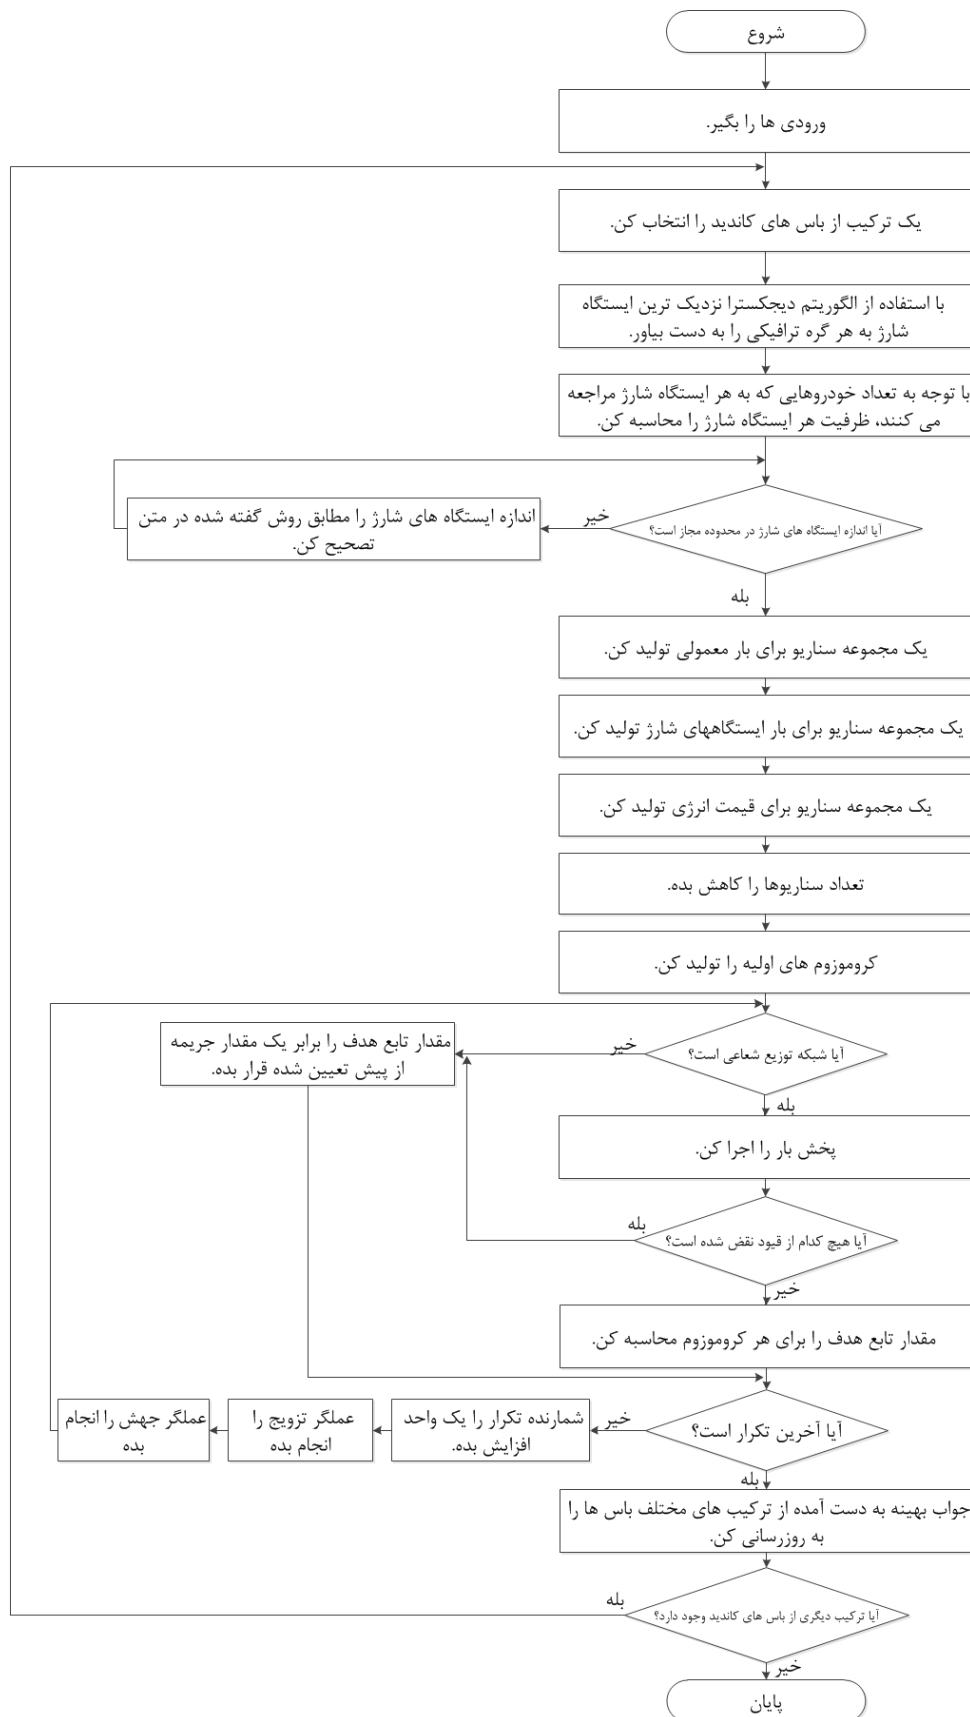 شروع
ورودی ها را بگیر.
یک ترکیب از باس های کاندید را انتخاب کن.
با استفاده از الگوریتم دیجکسترا نزدیک ترین ایستگاه
شارژ به هر گره ترافیکی را به دست بیاور.
با توجه به تعداد خودروهایی که به هر ایستگاه شارژ مراجعه
می کنند، ظرفیت هر ایستگاه شارژ را محاسبه کن.
آیا اندازه ایستگاه های شارژ در محدوده مجاز است؟
خیر
اندازه ایستگاه های شارژ را مطابق روش گفته شده در متن
تصحیح کن.
بله
یک مجموعه سناریو برای بار معمولی تولید کن.
یک مجموعه سناریو برای بار ایستگاههای شارژ تولید کن.
یک مجموعه سناریو برای قیمت انرژی تولید کن.
تعداد سناریوها را کاهش بده.
کروموزوم های اولیه را تولید کن.
آیا شبکه توزیع شعاعی است؟
خیر
مقدار تابع هدف را برابر یک مقدار جریمه
از پیش تعیین شده قرار بده.
بله
پخش بار را اجرا کن.
آیا هیچ کدام از قیود نقض شده است؟
بله
خیر
مقدار تابع هدف را برای هر کروموزوم محاسبه کن.
آیا آخرین تکرار است؟
خیر
شمارنده تکرار را یک واحد
افزایش بده.
عملگر تزویج را
انجام بده
عملگر جهش را انجام
بده
بله
جواب بهینه به دست آمده از ترکیب های مختلف باس ها را
به روزرسانی کن.
آیا ترکیب دیگری از باس های کاندید وجود دارد؟
بله
خیر
پایان